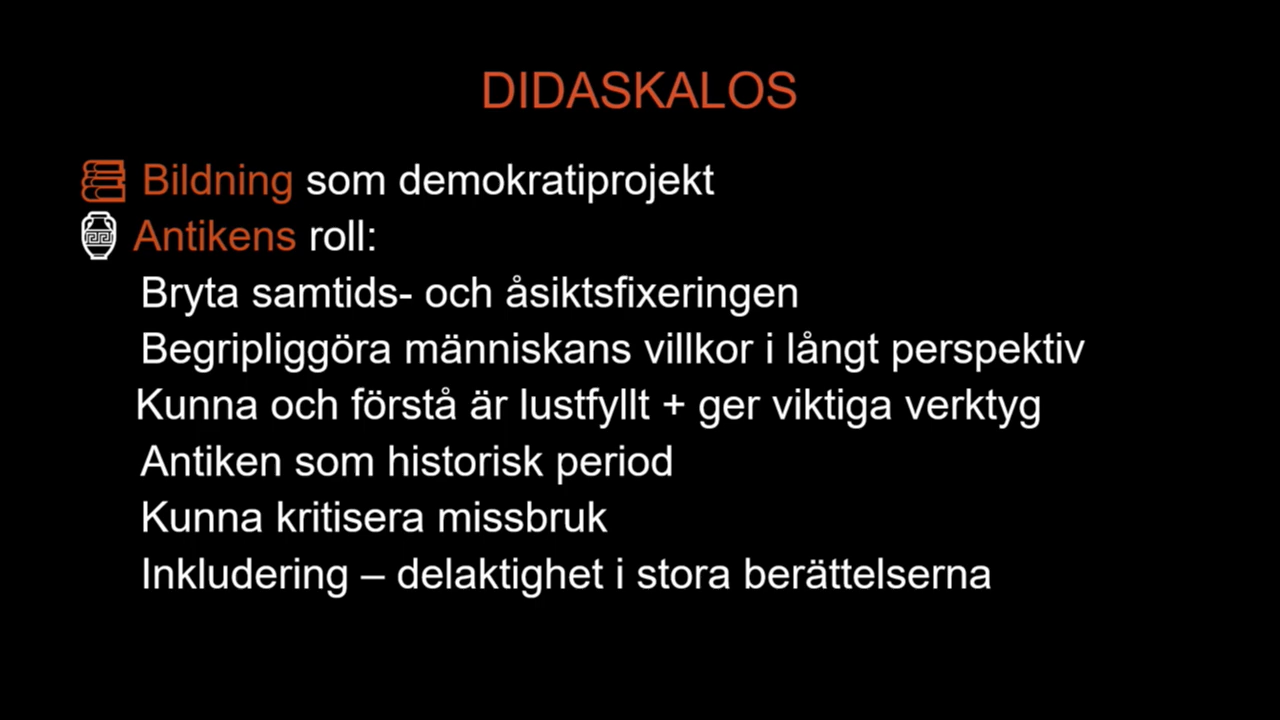 DIDASKALOS
Bildning som demokratiprojekt
Antikens roll:
Bryta samtids- och åsiktsfixeringen
Begripliggöra människans villkor i långt perspektiv
Kunna och förstå är lustfyllt + ger viktiga verktyg
Antiken som historisk period
Kunna kritisera missbruk
Inkludering – delaktighet i stora berättelserna